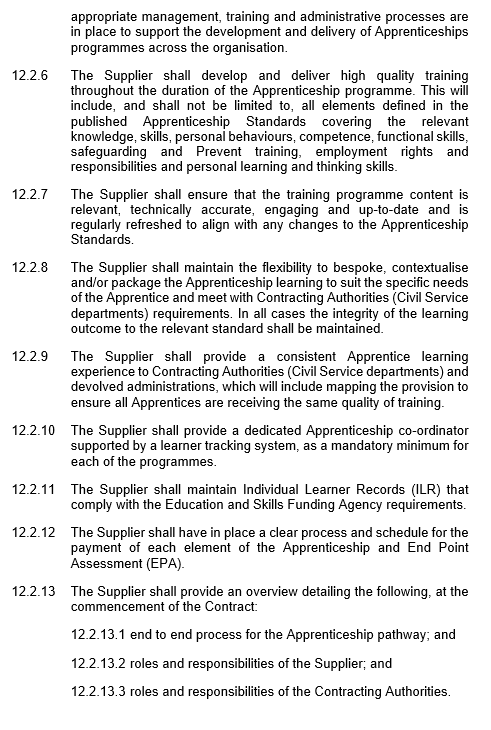 appropriate management, training and administrative processes are
in place to support the development and delivery of Apprenticeships
programmes across the organisation.
12.2.6 The Supplier shall develop and deliver high quality training
throughout the duration of the Apprenticeship programme. This will
include, and shall not be limited to, all elements defined in the
published Apprenticeship Standards covering the relevant
knowledge, skills, personal behaviours, competence, functional skills,
safeguarding and Prevent training, employment rights and
responsibilities and personal learning and thinking skills.
12.2.7 The Supplier shall ensure that the training programme content is
relevant, technically accurate, engaging and up-to-date and is
regularly refreshed to align with any changes to the Apprenticeship
Standards.
12.2.8 The Supplier shall maintain the flexibility to bespoke, contextualise
and/or package the Apprenticeship learning to suit the specific needs
of the Apprentice and meet with Contracting Authorities (Civil Service
departments) requirements. In all cases the integrity of the learning
outcome to the relevant standard shall be maintained.
12.2.9 The Supplier shall provide a consistent Apprentice learning
experience to Contracting Authorities (Civil Service departments) and
devolved administrations, which will include mapping the provision to
ensure all Apprentices are receiving the same quality of training.
12.2.10 The Supplier shall provide a dedicated Apprenticeship co-ordinator
supported by a learner tracking system, as a mandatory minimum for
each of the programmes.
12.2.11 The Supplier shall maintain Individual Learner Records (ILR) that
comply with the Education and Skills Funding Agency requirements.
12.2.12 The Supplier shall have in place a clear process and schedule for the
payment of each element of the Apprenticeship and End Point
Assessment (EPA).
12.2.13 The Supplier shall provide an overview detailing the following, at the
commencement of the Contract:
12.2.13.1 end to end process for the Apprenticeship pathway; and
12.2.13.2 roles and responsibilities of the Supplier; and
12.2.13.3 roles and responsibilities of the Contracting Authorities.